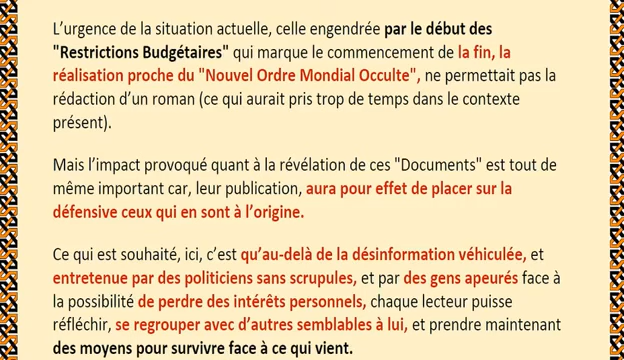 L’urgence de la situation actuelle, celle engendrée par le début des
"Restrictions Budgétaires" qui marque le commencement de la fin, la
réalisation proche du "Nouvel Ordre Mondial Occulte", ne permettait pas la
rédaction d’un roman (ce qui aurait pris trop de temps dans le contexte
présent).
Mais l’impact provoqué quant à la révélation de ces "Documents" est tout de
même important car, leur publication, aura pour effet de placer sur la
défensive ceux qui en sont à l’origine.
Ce qui est souhaité, ici, c’est qu’au-delà de la désinformation véhiculée, et
entretenue par des politiciens sans scrupules, et par des gens apeurés face à
la possibilité de perdre des intérêts personnels, chaque lecteur puisse
réfléchir, se regrouper avec d’autres semblables à lui, et prendre maintenant
des moyens pour survivre face à ce qui vient.